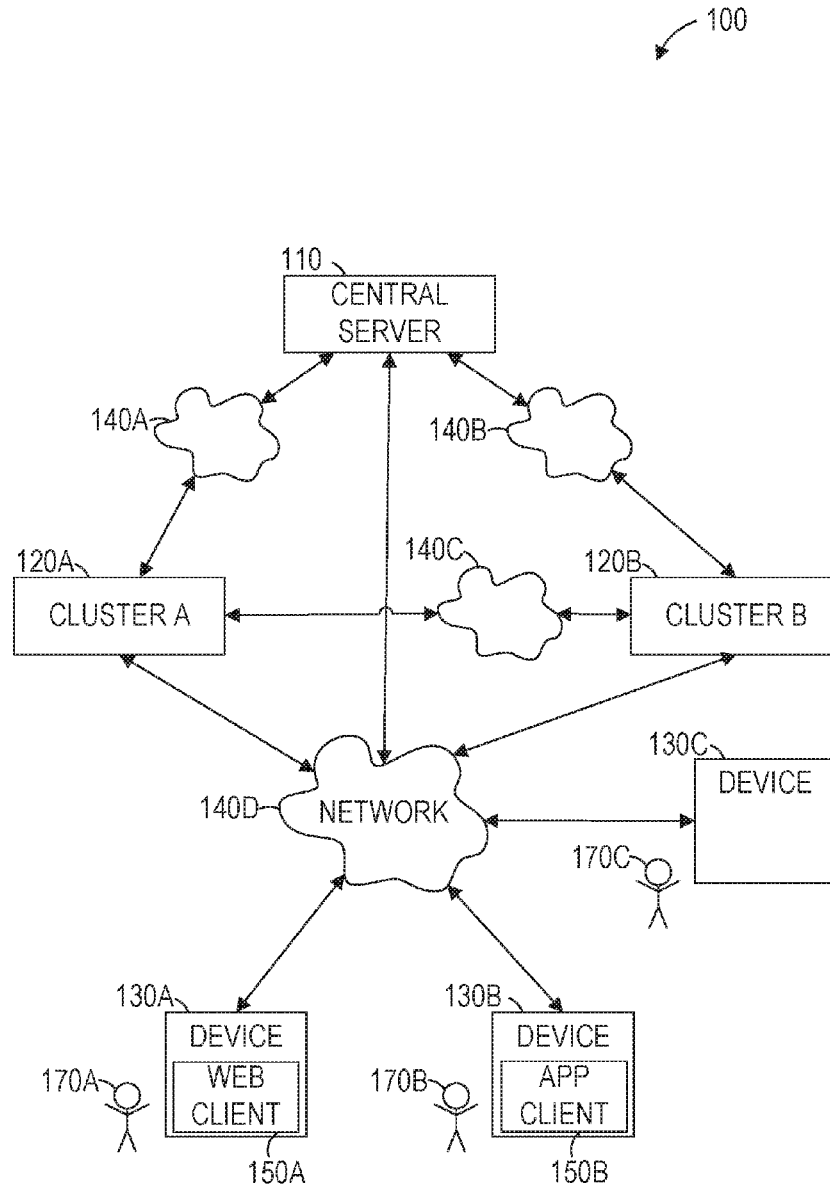 100
110
CENTRAL
SERVER
140A
140B
120A
140C
120B
CLUSTER A
CLUSTER B
130C
DEVICE
140D
NETWORK
170C
130A
130B
DEVICE
DEVICE
170A
WEB
CLIENT
170B
APP
CLIENT
150A
150B